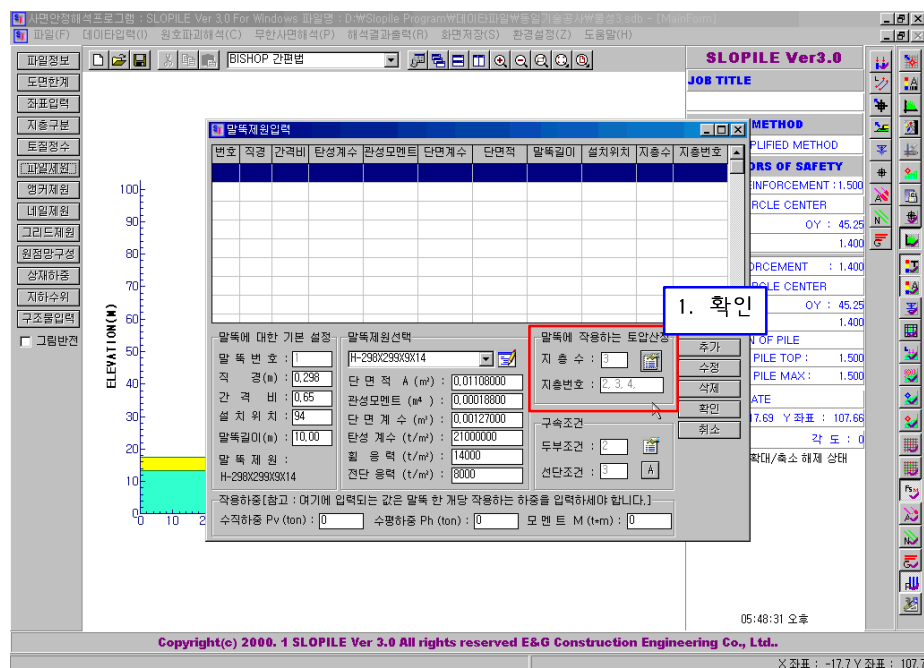 사면안정해석프로그램 : SLOPILE Ver 3.0 For Windows 파일명 : D:\Slopile Program\데이타파일\동일기술공사\불성3.sdb - [MainForm]
파일(F) 데이타입력(I) 원호파괴해석(C) 무한사면해석(P) 해석결과출력(R) 화면저장(S) 환경설정(Z) 도움말(H)
BISHOP 간편법
파일정보
도면한계
좌표입력
지층구분
토질정수
파일제원
앵커제원
네일제원
그리드제원
원점망구성
상재하중
지하수위
구조물입력
그림반전
ELEVATION(M)
100
90
80
70
60
50
40
30
20
10
0
0 10 2
말뚝제원입력
번호 직경 간격비 탄성계수 관성모멘트 단면계수 단면적 말뚝길이 설치위치 지층수 지층번호
말뚝에 대한 기본 설정
말 뚝 번 호 : 1
직 경(m) : 0,298
간 격 비 : 0,65
설 치 위 치 : 94
말뚝길이(m) : 10,00
말 뚝 제 원 :
H-298X299X9X14
말뚝제원선택
H-298X299X9X14
단 면 적 A (m²) : 0,01108000
관성모멘트 (m⁴ ) : 0,00018800
단 면 계 수 (m³) : 0,00127000
탄성 계수 (t/m²) : 21000000
휨 응 력 (t/m²) : 14000
전단 응력 (t/m²) : 8000
말뚝에 작용하는 토압산정
지 층 수 : 3
지층번호 : 2, 3, 4,
구속조건
두부조건 : 2
선단조건 : 3
A
1. 확인
추가
수정
삭제
확인
취소
작용하중[참고 : 여기에 입력되는 값은 말뚝 한 개당 작용하는 하중을 입력하세야 합니다.]
수직하중 Pv (ton) : 0 수평하중 Ph (ton) : 0 모 멘 트 M (t*m) : 0
SLOPILE Ver3.0
JOB TITLE
METHOD
PLIFIED METHOD
ORS OF SAFETY
EINFORCEMENT : 1.500
RCLE CENTER
OY : 45.25
1.400
ORCEMENT : 1.400
RCLE CENTER
OY : 45.25
1.400
N OF PILE
PILE TOP : 1.500
PILE MAX : 1.500
ATE
17.69 Y 좌표 : 107.66
각 도 : 0
확대/축소 해제 상태
05:48:31 오후
Copyright(c) 2000. 1 SLOPILE Ver 3.0 All rights reserved E&G Construction Engineering Co., Ltd..
X 좌표 : -17.7 Y 좌표 : 107.7